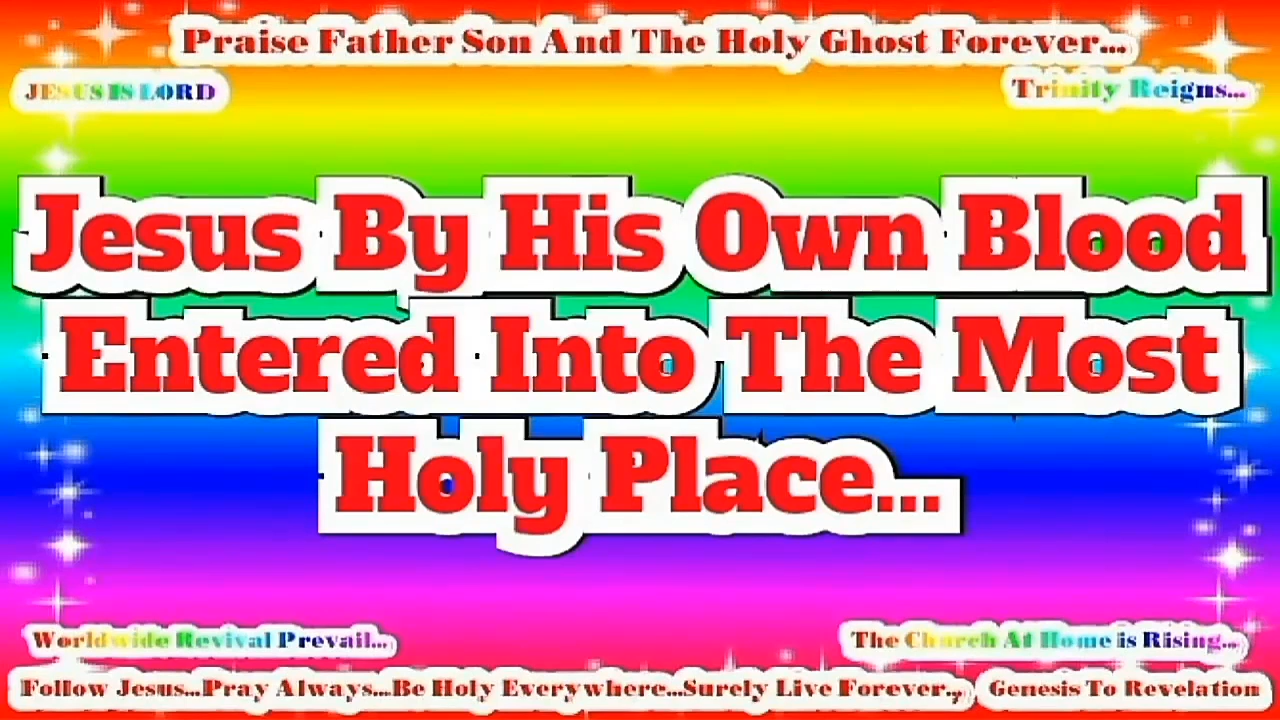 Praise Father Son And The Holy Ghost Forever...
JESUS IS LORD
Trinity Reigns...
Jesus By His Own Blood
Entered Into The Most
Holy Place...
Worldwide Revival Prevail...
The Church At Home is Rising...
Follow Jesus...Pray Always...Be Holy Everywhere...Surely Live Forever.,,
Genesis To Revelation